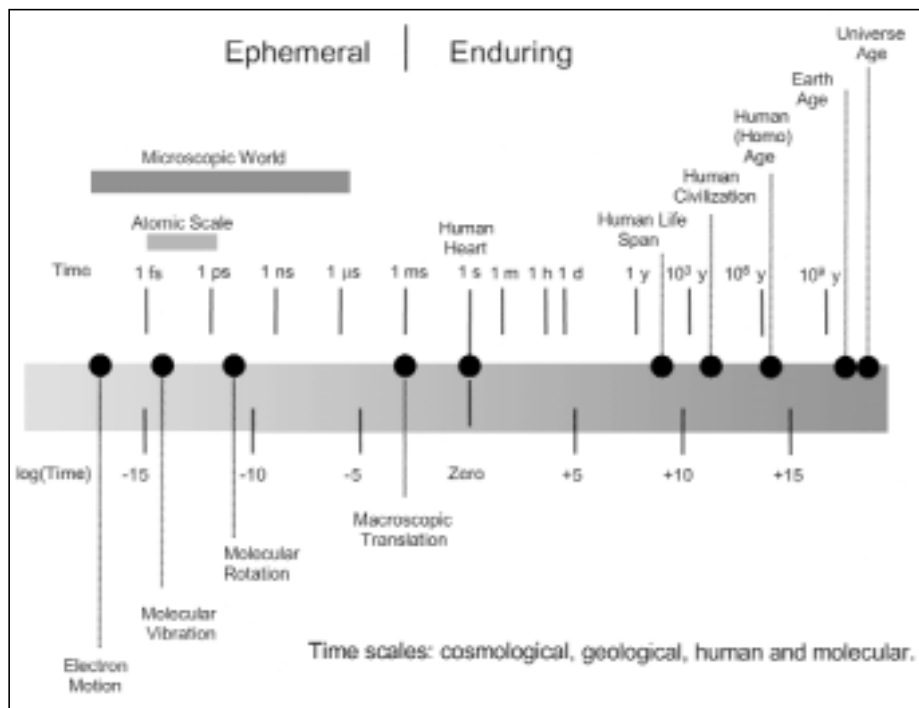 Ephemeral | Enduring
Universe
Age
Earth
Age
Human
(Homo)
Age
Human
Civilization
Human Life
Span
Human
Heart
Microscopic World
Atomic Scale
Time 1 fs 1 ps 1 ns 1 µs 1 ms 1 s 1 m 1 h 1 d 1 y 10³ y 10⁶ y 10⁹ y
log(Time) -15 -10 -5 Zero +5 +10 +15
Macroscopic
Translation
Molecular
Rotation
Molecular
Vibration
Electron
Motion
Time scales: cosmological, geological, human and molecular.